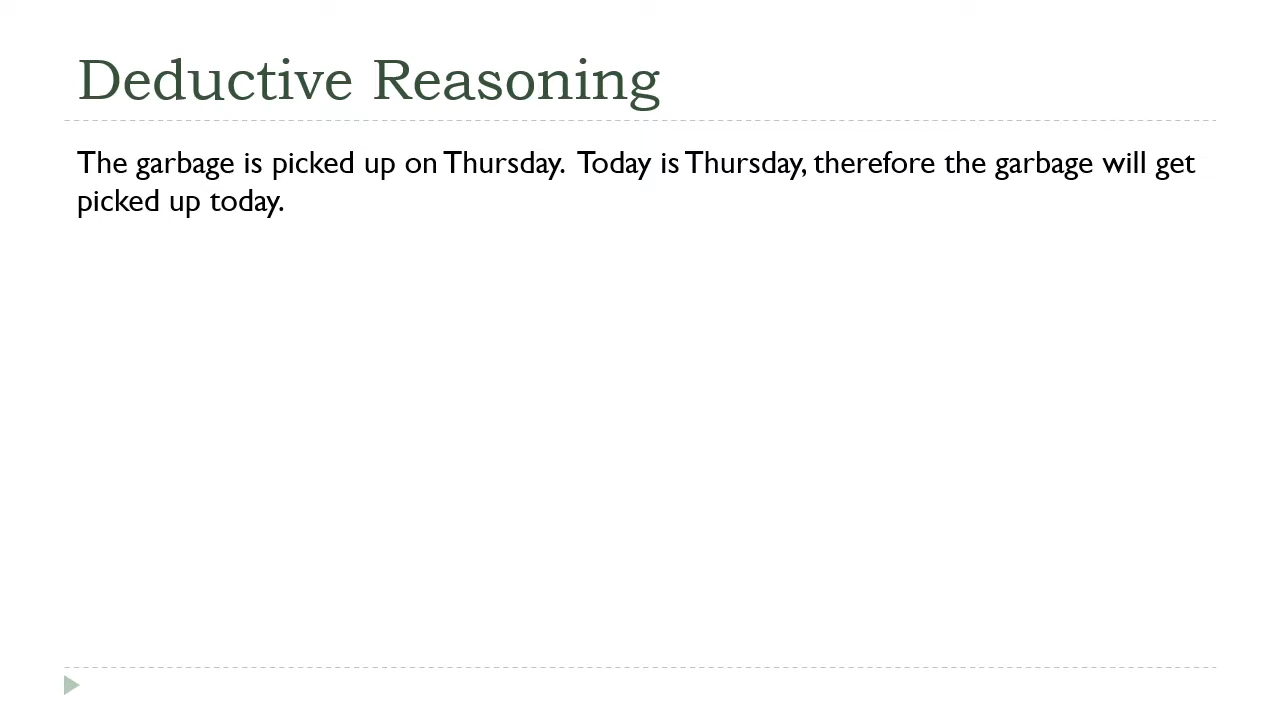 Deductive Reasoning
The garbage is picked up on Thursday. Today is Thursday, therefore the garbage will get
picked up today.